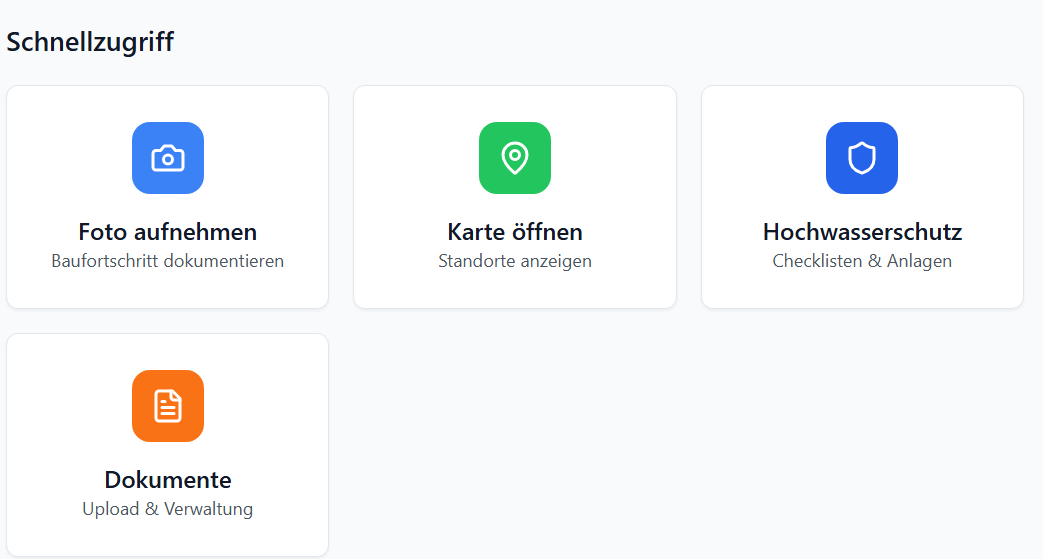 Schnellzugriff
Foto aufnehmen
Baufortschritt dokumentieren
Karte öffnen
Standorte anzeigen
Hochwasserschutz
Checklisten & Anlagen
Dokumente
Upload & Verwaltung